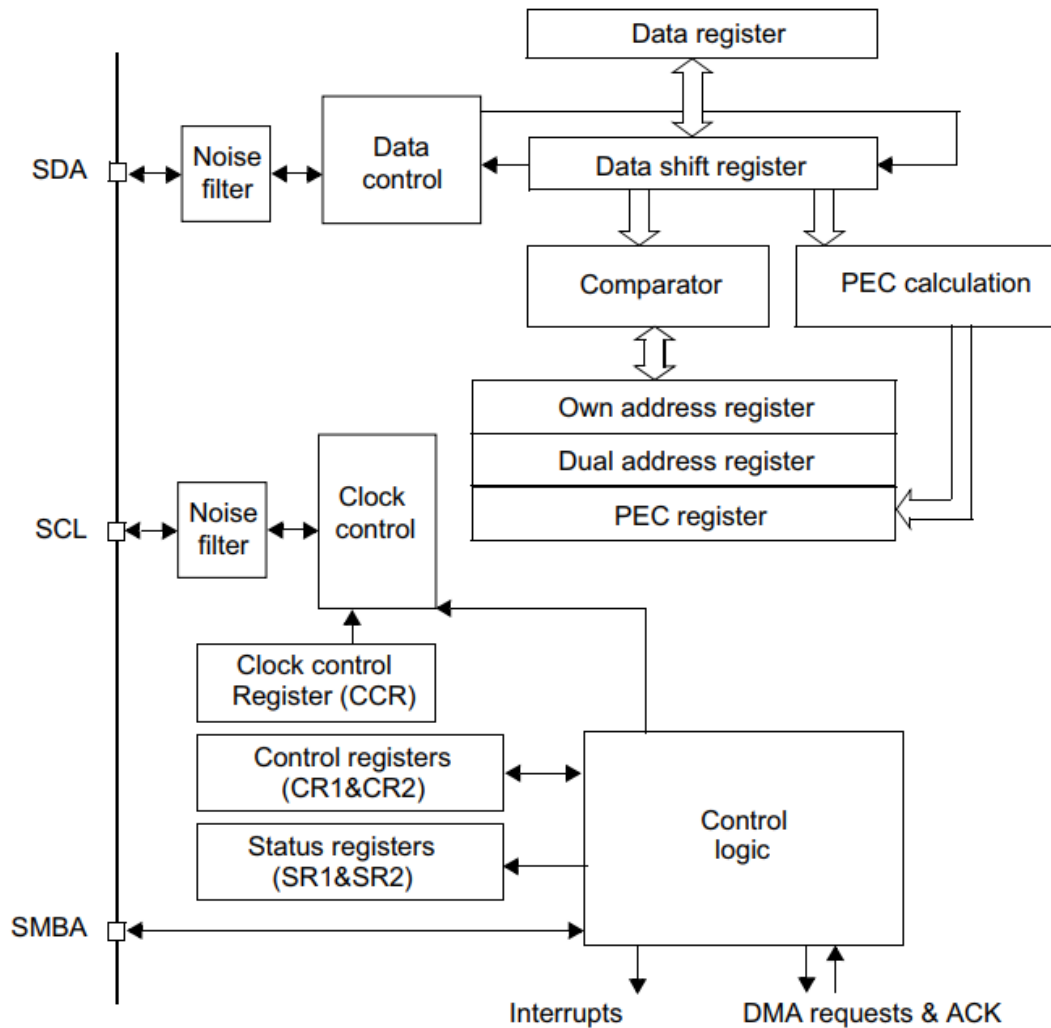 Data register
SDA
Noise
filter
Data
control
Data shift register
Comparator
PEC calculation
Own address register
Dual address register
PEC register
SCL
Noise
filter
Clock
control
Clock control
Register (CCR)
Control registers
(CR1&CR2)
Status registers
(SR1&SR2)
Control
logic
SMBA
Interrupts
DMA requests & ACK